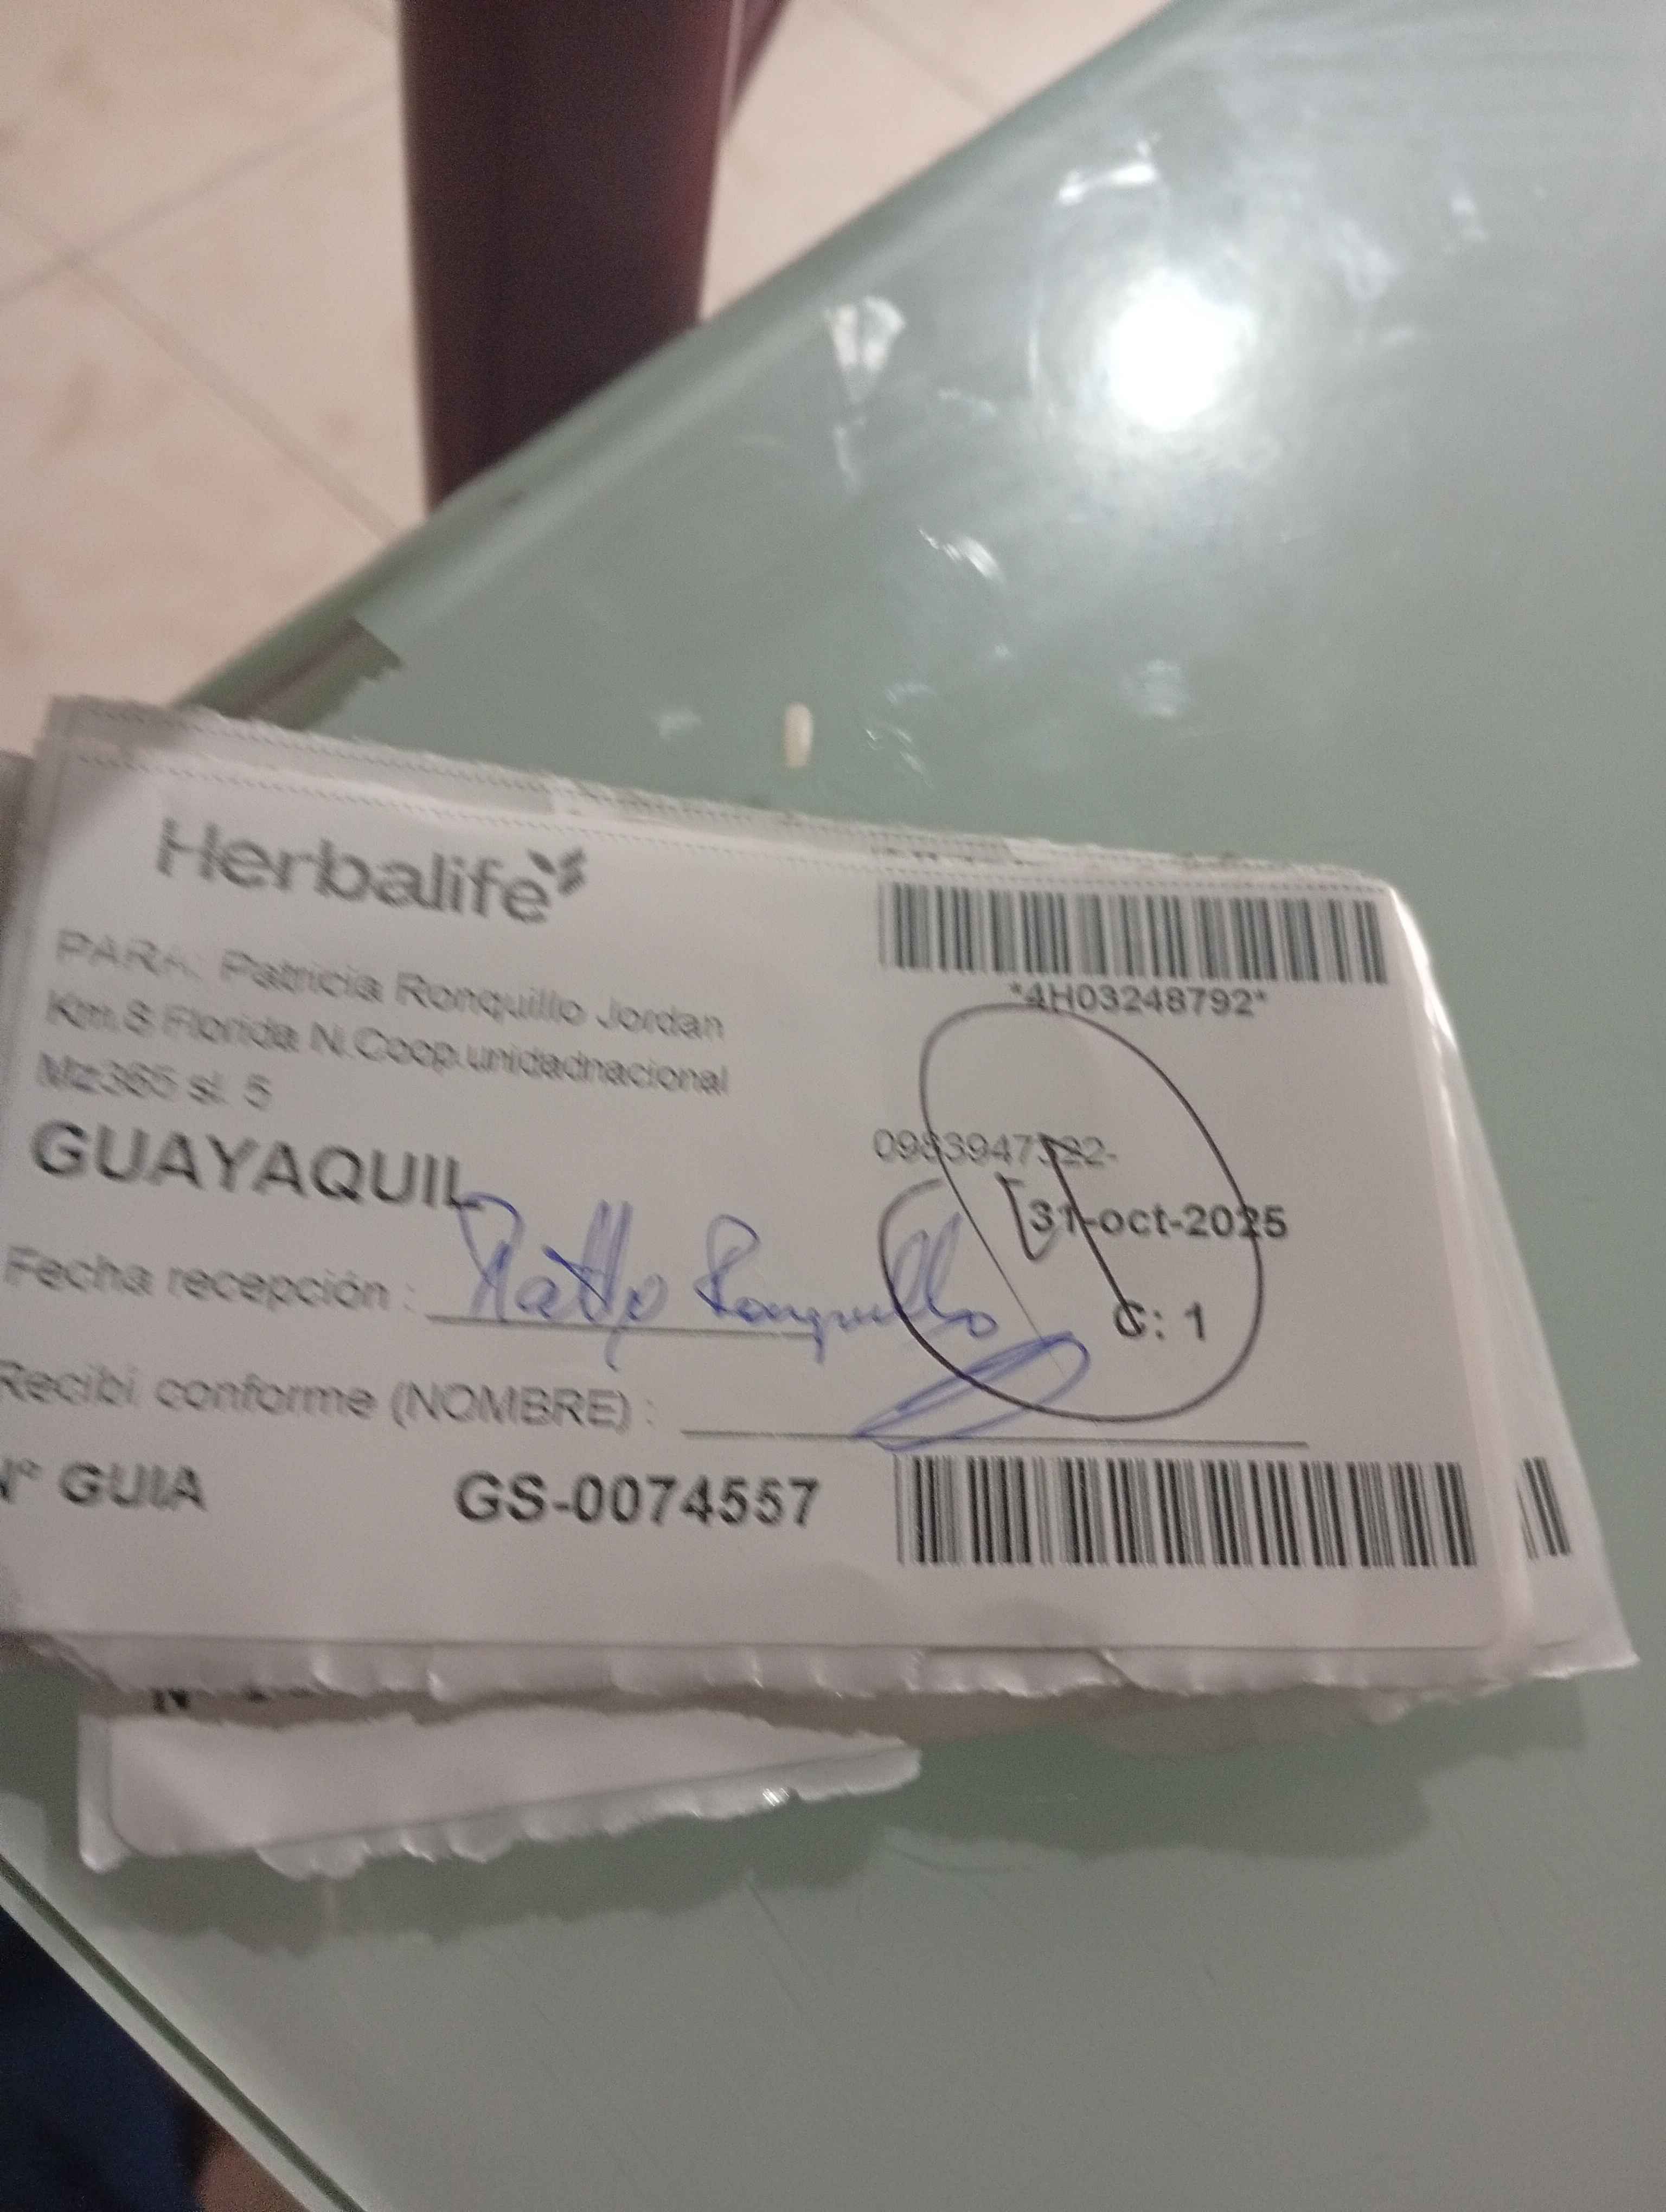 Herbalife
PARA: Patricia Ronquillo Jordan
Km.8 Florida N.Coop.unidadnacional
Mz365 sl. 5
GUAYAQUIL
*4H03248792*
31-oct-2025
Fecha recepción : Ronquillo
C: 1
Recibi conforme (NOMBRE) :
N° GUIA GS-0074557